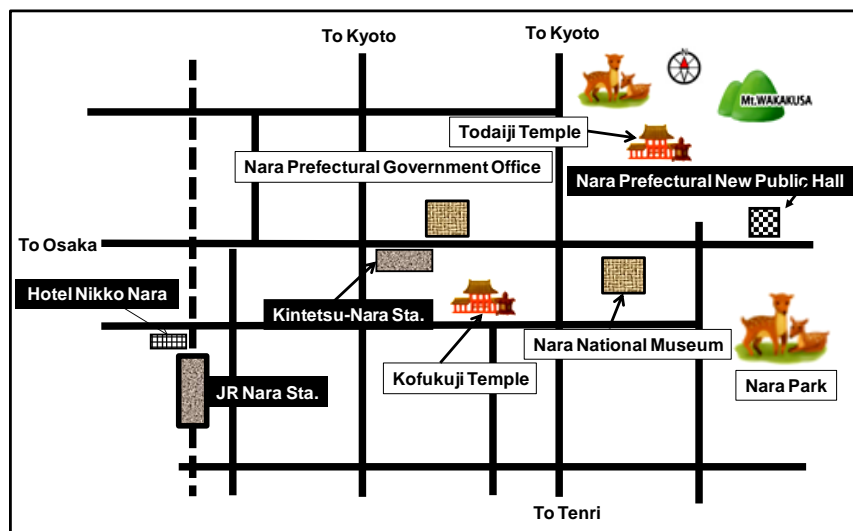 To Kyoto
To Kyoto
N
Mt.WAKAKUSA
Todaiji Temple
Nara Prefectural Government Office
Nara Prefectural New Public Hall
To Osaka
Hotel Nikko Nara
Kintetsu-Nara Sta.
Nara National Museum
Kofukuji Temple
JR Nara Sta.
Nara Park
To Tenri